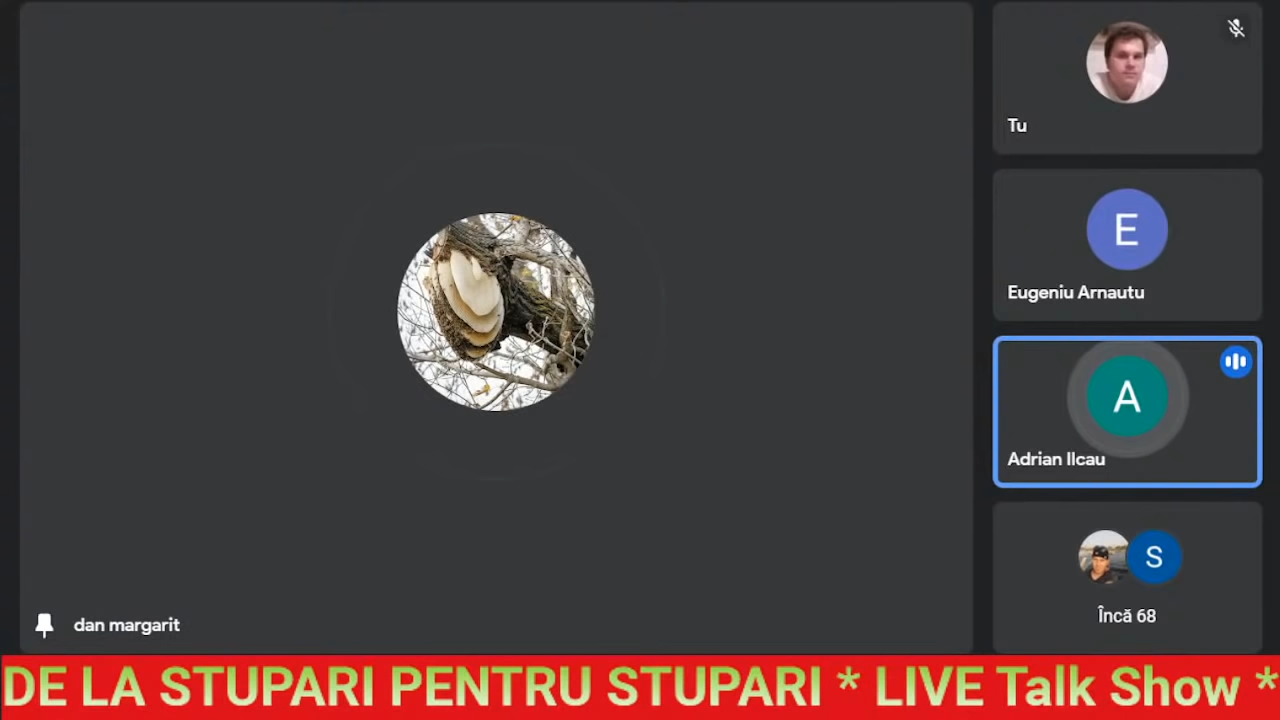 Tu
E
Eugeniu Arnautu
A
Adrian Ilcau
S
Încă 68
dan margarit
DE LA STUPARI PENTRU STUPARI * LIVE Talk Show *